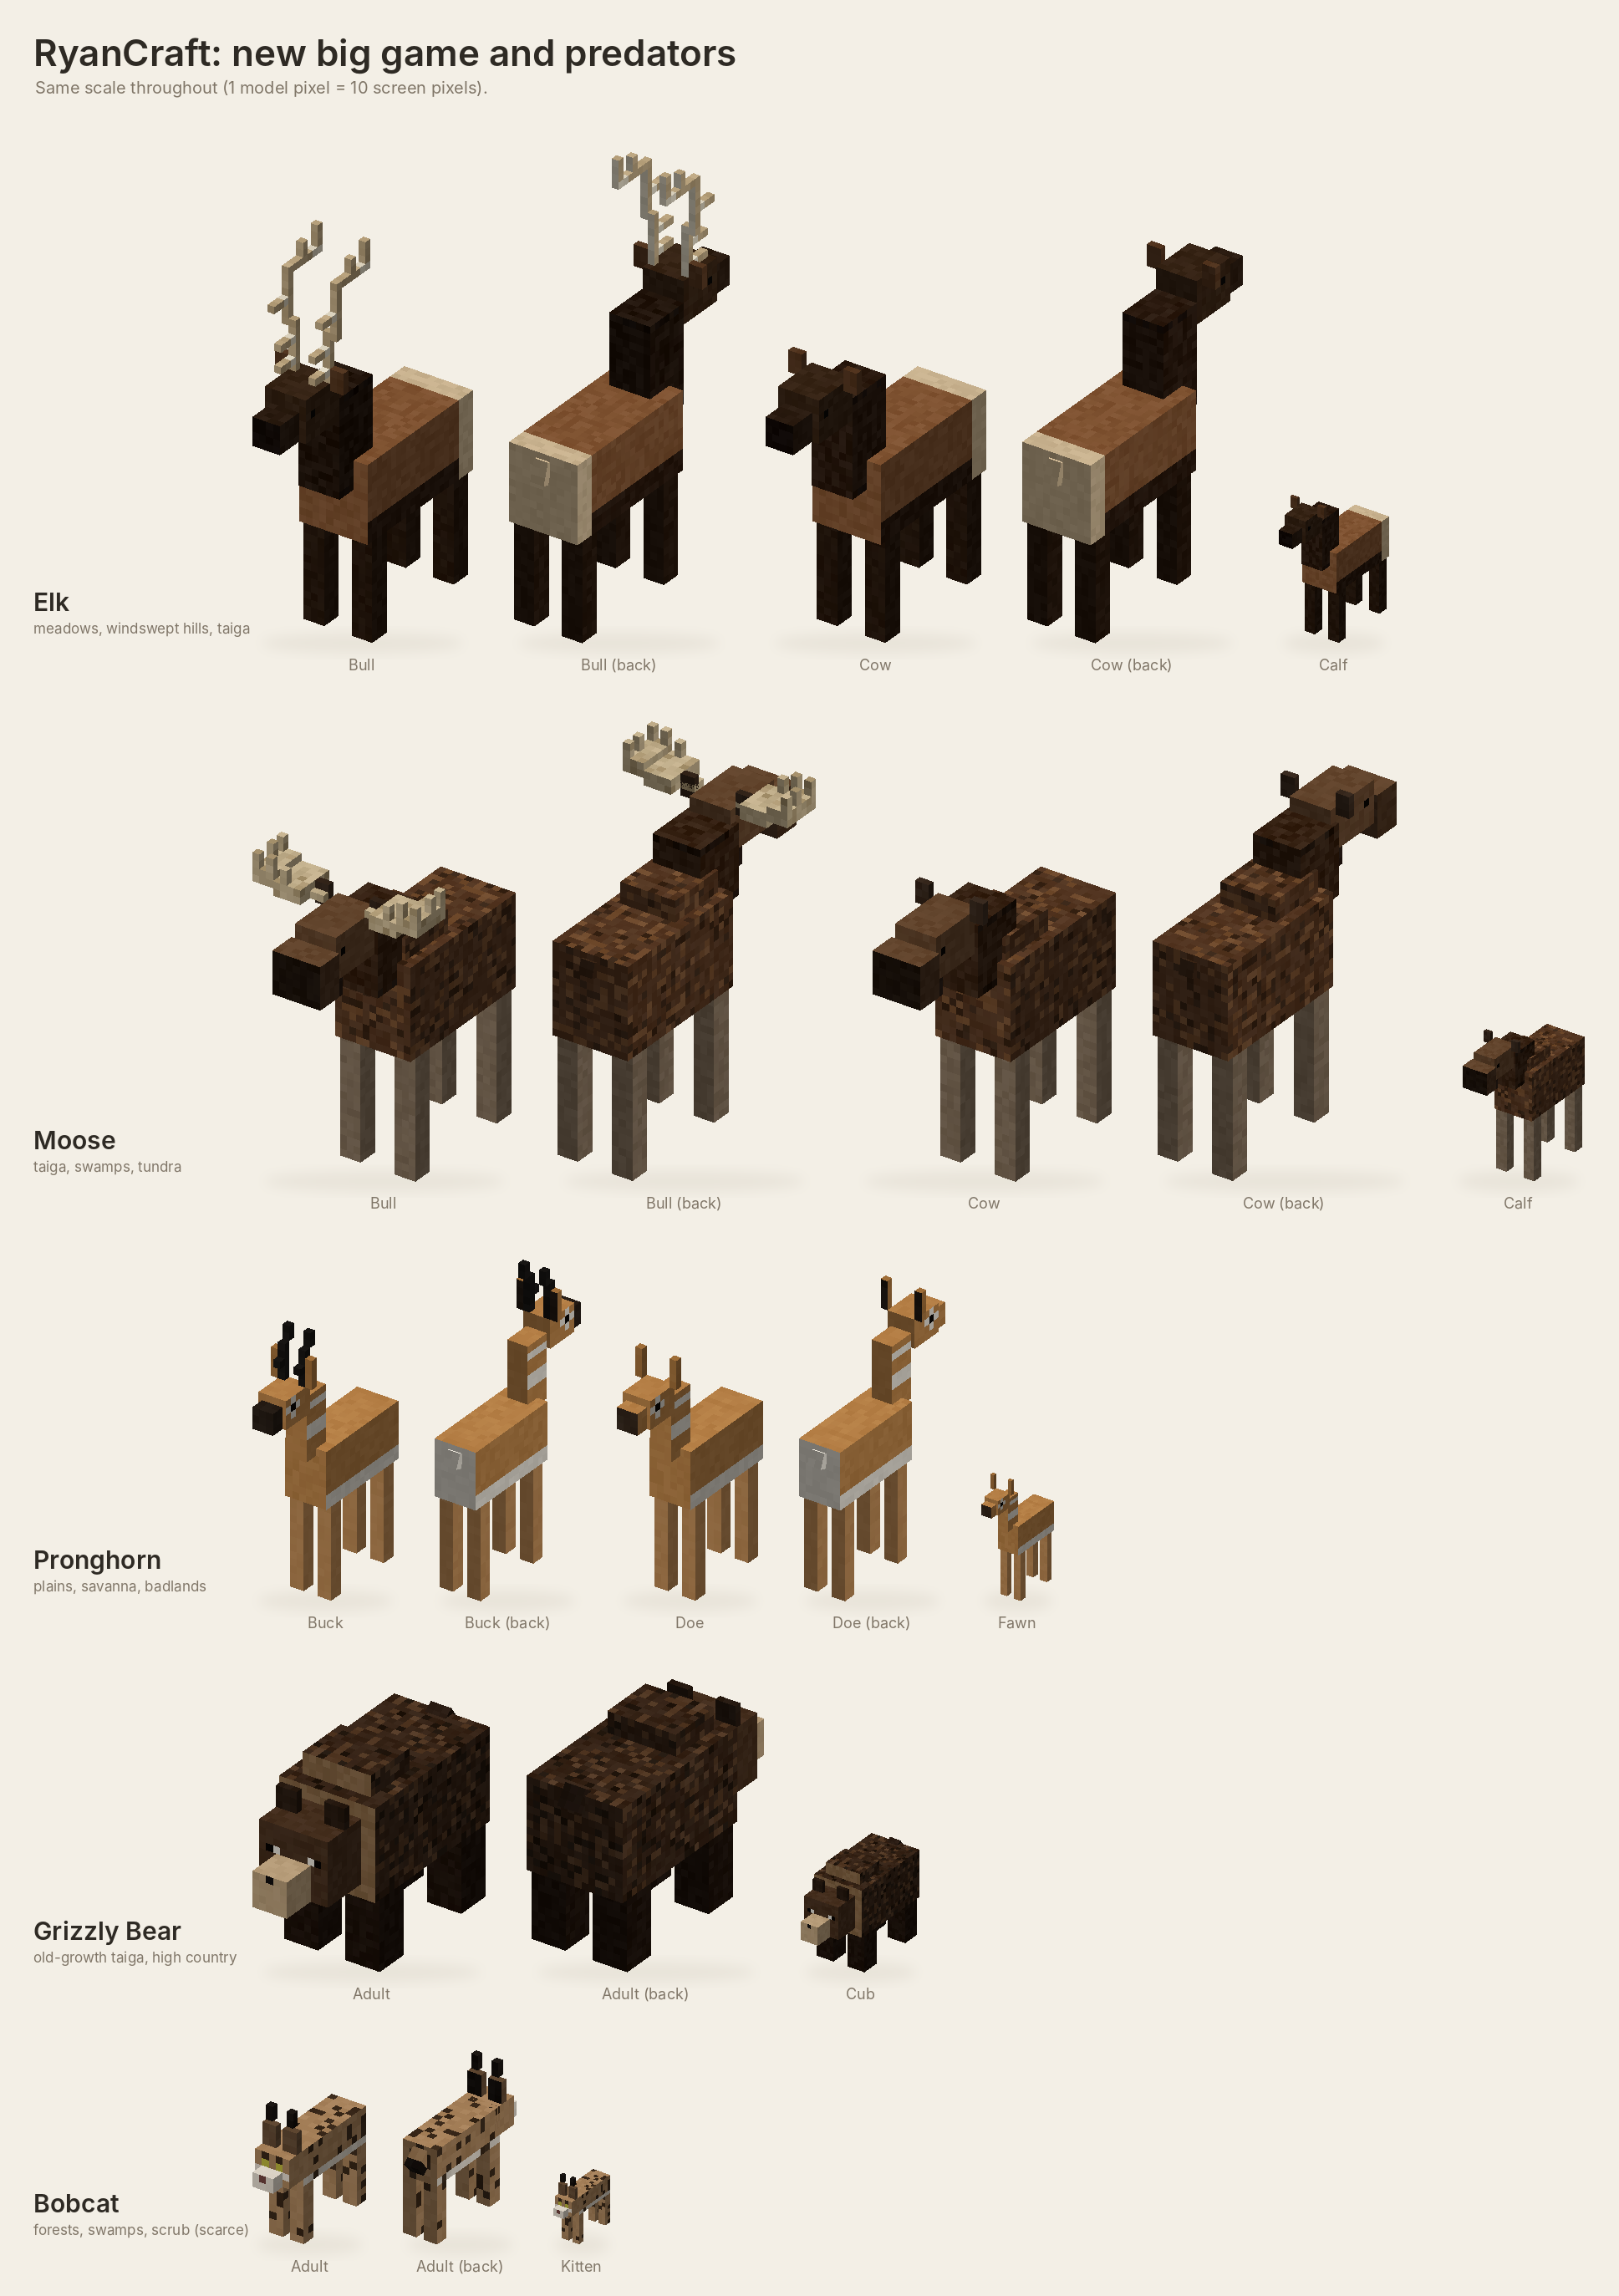 RyanCraft: new big game and predators
Same scale throughout (1 model pixel = 10 screen pixels).
Elk
meadows, windswept hills, taiga
Bull
Bull (back)
Cow
Cow (back)
Calf
Moose
taiga, swamps, tundra
Bull
Bull (back)
Cow
Cow (back)
Calf
Pronghorn
plains, savanna, badlands
Buck
Buck (back)
Doe
Doe (back)
Fawn
Grizzly Bear
old-growth taiga, high country
Adult
Adult (back)
Cub
Bobcat
forests, swamps, scrub (scarce)
Adult
Adult (back)
Kitten